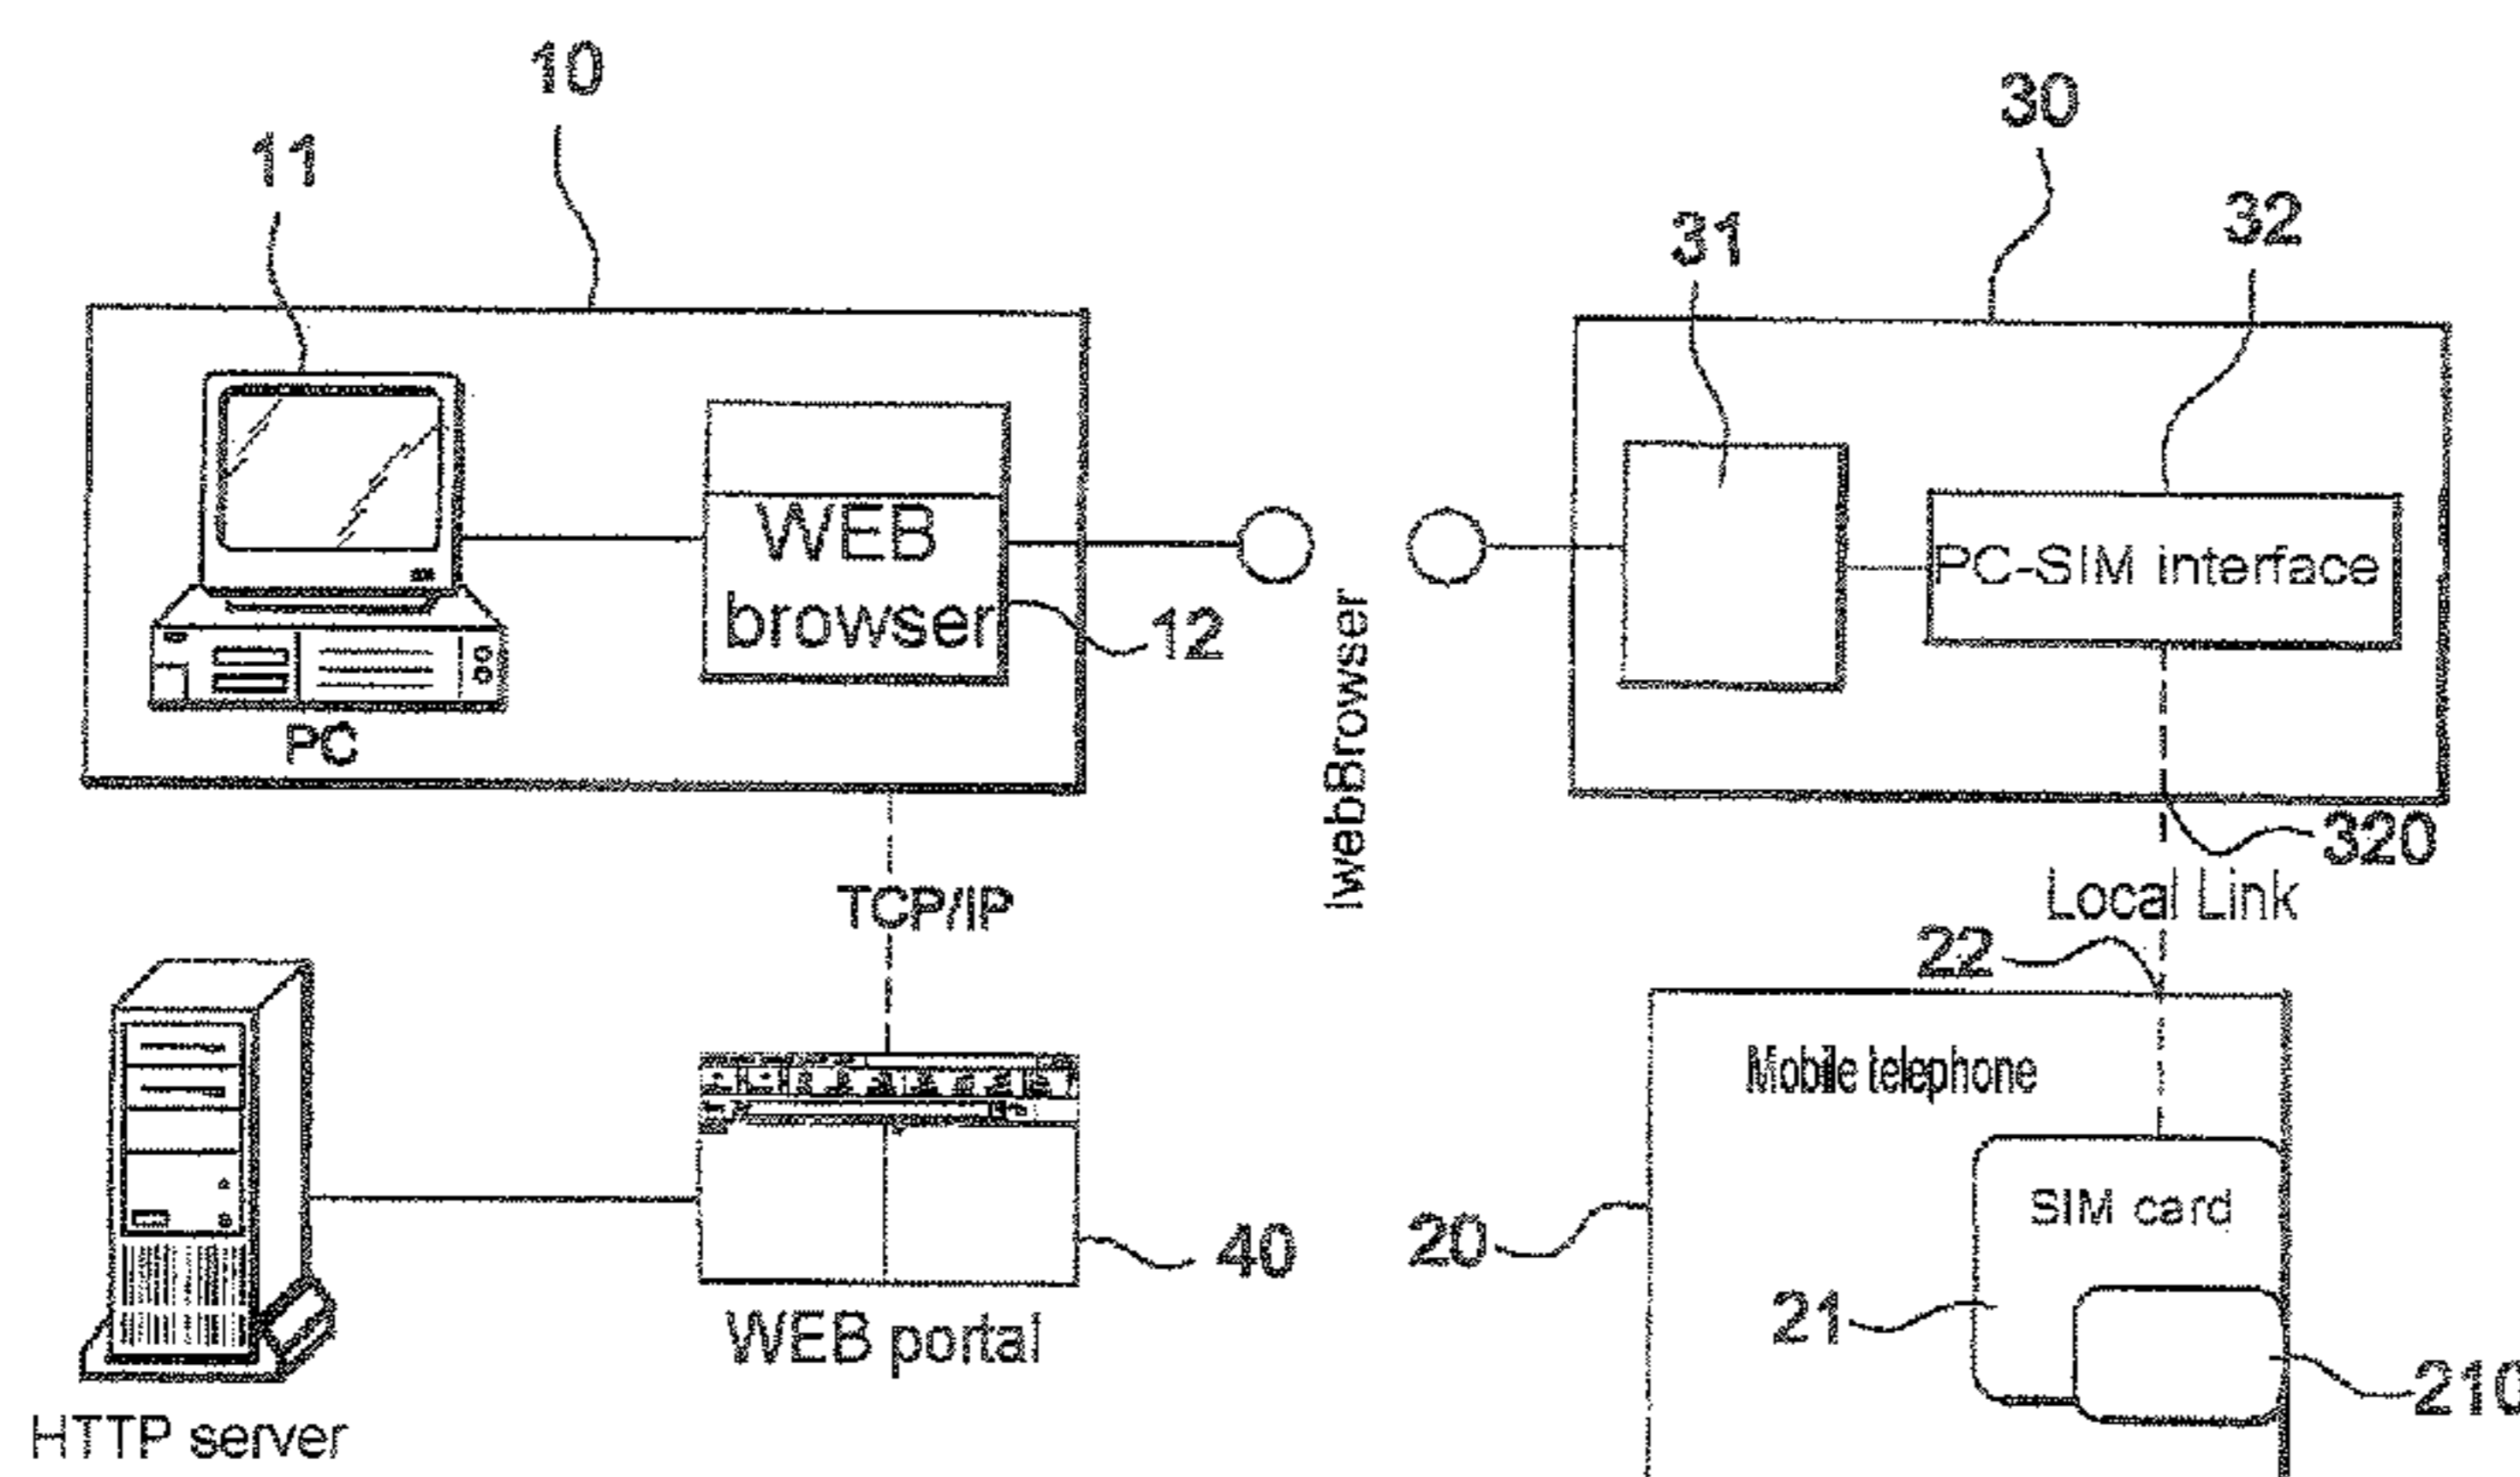 10
30
11
32
31
WEB
browser
PC-SIM interface
12
IwebBrowser
PC
320
TCP/IP
Local Link
22
Mobile telephone
SIM card
20
40
21
WEB portal
210
HTTP server